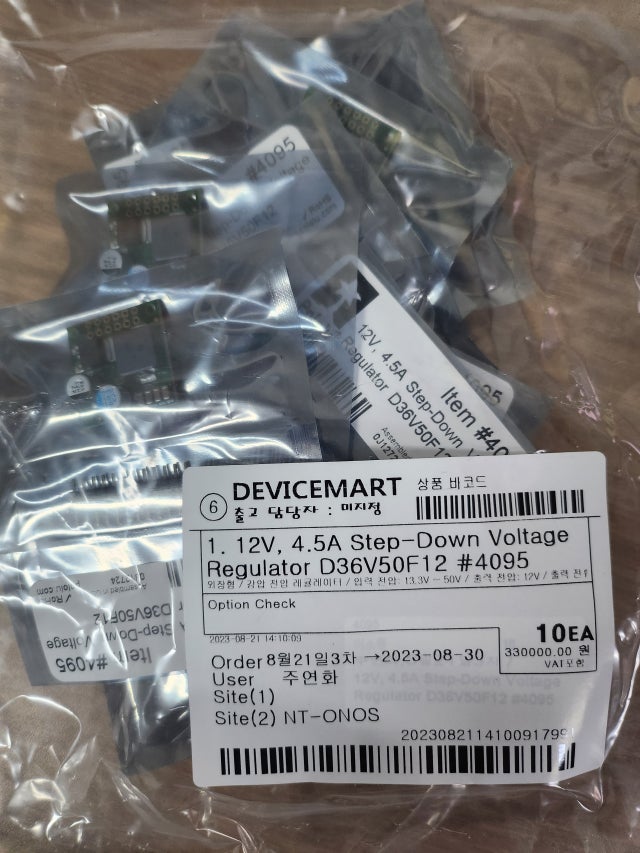 #4095
12V, 4.5A Step-Down
Regulator D36V50F12
Item #40
⑥ DEVICEMART 상품 바코드
출고 담당자 : 미지정
1. 12V, 4.5A Step-Down Voltage
Regulator D36V50F12 #4095
외장형 / 감압 전압 레귤레이터 / 입력 전압: 13.3V ~ 50V / 출력 전압: 12V / 출력 전류
Option Check
2023-08-21 14:10:09
10EA
330000.00 원
VAT포함
Order 8월21일3차 →2023-08-30
User 주연화
Site(1)
Site(2) NT-ONOS
4095
12V, 4.5A Step-Down Voltage
Regulator D36V50F12 #4095
Item #4095
Step-Down Voltage
D36V50F12